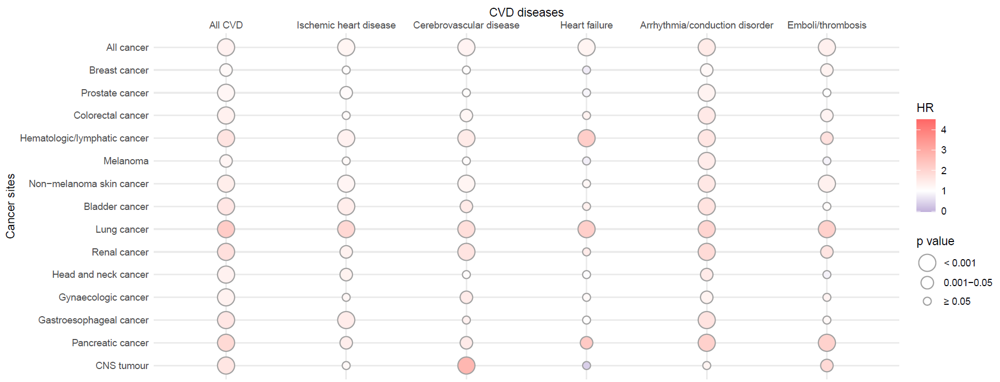 CVD diseases
All CVD
Ischemic heart disease
Cerebrovascular disease
Heart failure
Arrhythmia/conduction disorder
Emboli/thrombosis
Cancer sites
All cancer
Breast cancer
Prostate cancer
Colorectal cancer
Hematologic/lymphatic cancer
Melanoma
Non−melanoma skin cancer
Bladder cancer
Lung cancer
Renal cancer
Head and neck cancer
Gynaecologic cancer
Gastroesophageal cancer
Pancreatic cancer
CNS tumour
HR
4
3
2
1
0
p value
< 0.001
0.001−0.05
≥ 0.05